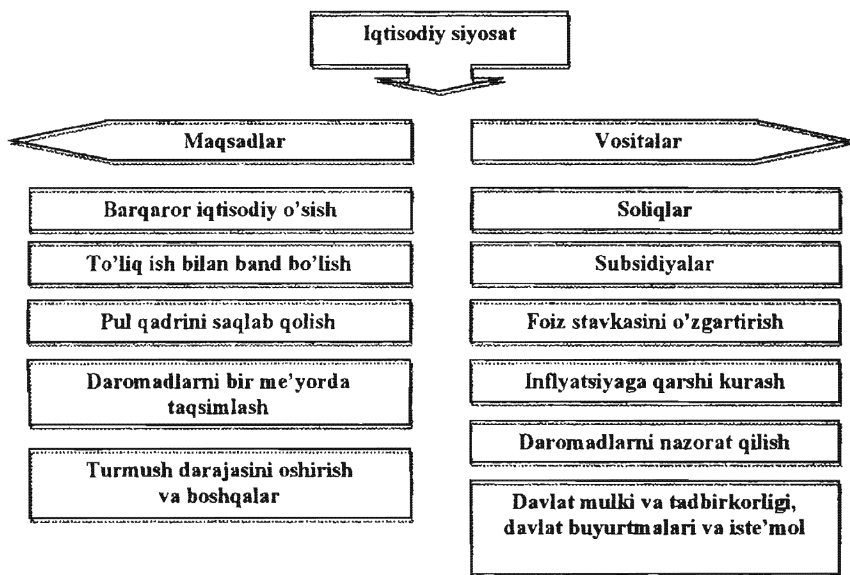 Iqtisodiy siyosat
Maqsadlar
Barqaror iqtisodiy o'sish
To'liq ish bilan band bo'lish
Pul qadrini saqlab qolish
Daromadlarni bir me'yorda
taqsimlash
Turmush darajasini oshirish
va boshqalar
Vositalar
Soliqlar
Subsidiyalar
Foiz stavkasini o'zgartirish
Inflyatsiyaga qarshi kurash
Daromadlarni nazorat qilish
Davlat mulki va tadbirkorligi,
davlat buyurtmalari va iste'mol